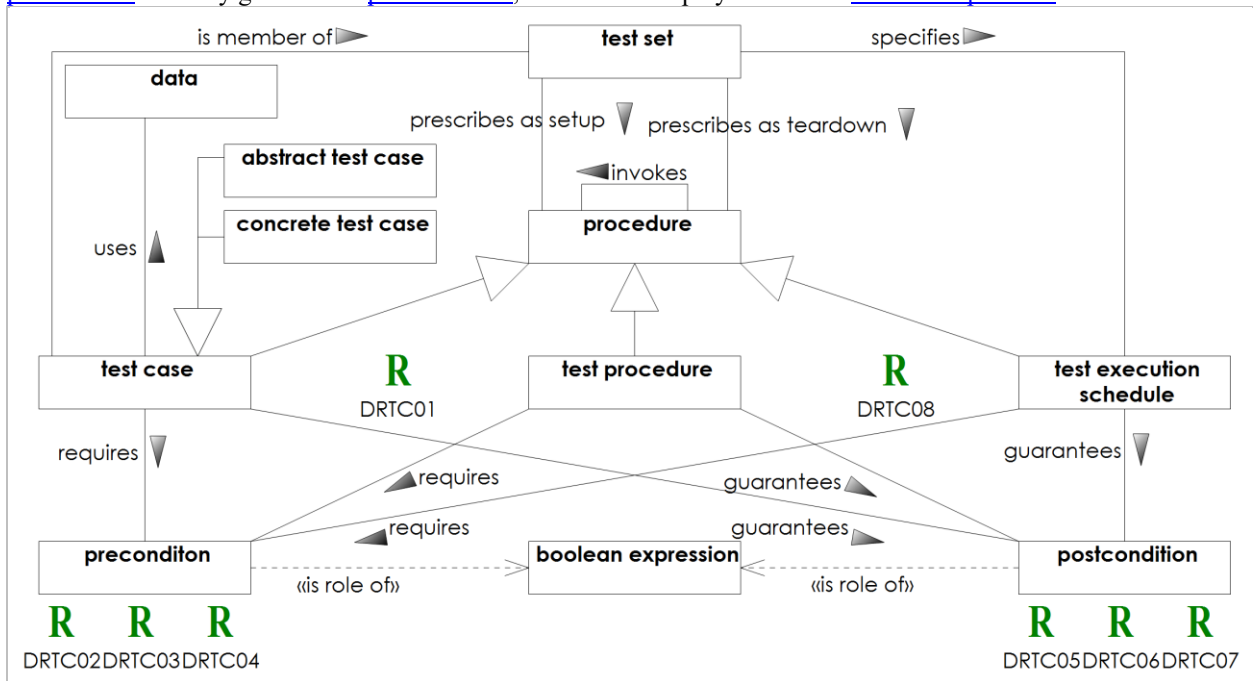 is member of
test set
specifies
data
prescribes as setup
prescribes as teardown
abstract test case
invokes
concrete test case
procedure
uses
test case
R
DRTC01
test procedure
R
DRTC08
test execution
schedule
requires
guarantees
requires
guarantees
requires
guarantees
preconditon
boolean expression
postcondition
«is role of»
«is role of»
R R R
DRTC02DRTC03DRTC04
R R R
DRTC05DRTC06DRTC07